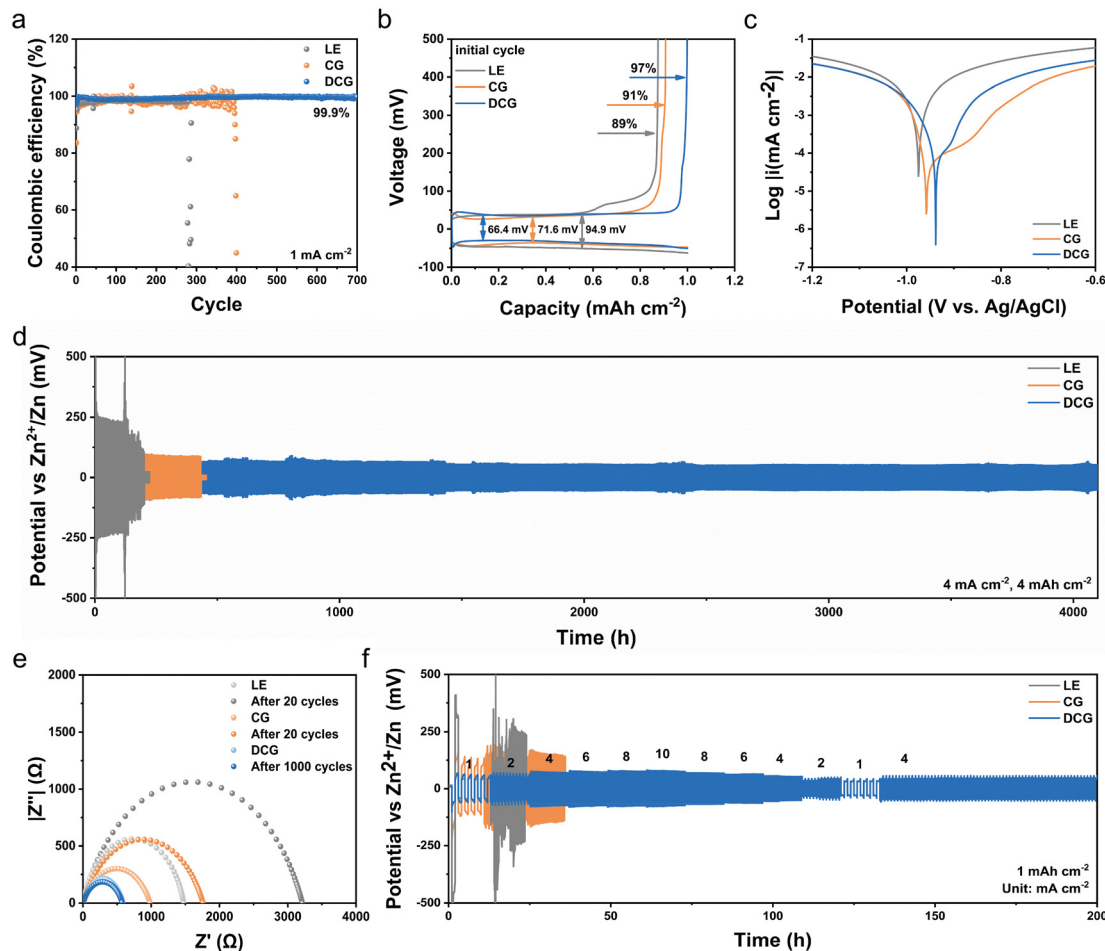 a
Coulombic efficiency (%)
120
100
80
60
40
LE
CG
DCG
99.9%
1 mA cm-2
0 100 200 300 400 500 600 700
Cycle
b
Voltage (mV)
500
400
300
200
100
0
-100
initial cycle
LE
CG
DCG
97%
91%
89%
66.4 mV 71.6 mV 94.9 mV
0.0 0.2 0.4 0.6 0.8 1.0 1.2
Capacity (mAh cm-2)
c
Log |i(mA cm-2)|
-1
-2
-3
-4
-5
-6
-7
LE
CG
DCG
-1.2 -1.0 -0.8 -0.6
Potential (V vs. Ag/AgCl)
d
Potential vs Zn2+/Zn (mV)
500
250
0
-250
-500
LE
CG
DCG
4 mA cm-2, 4 mAh cm-2
0 1000 2000 3000 4000
Time (h)
e
|Z''| (Ω)
2000
1500
1000
500
0
LE
After 20 cycles
CG
After 20 cycles
DCG
After 1000 cycles
0 1000 2000 3000 4000
Z' (Ω)
f
Potential vs Zn2+/Zn (mV)
500
250
0
-250
-500
LE
CG
DCG
1 2 4 6 8 10 8 6 4 2 1 4
1 mAh cm-2
Unit: mA cm-2
0 50 100 150 200
Time (h)